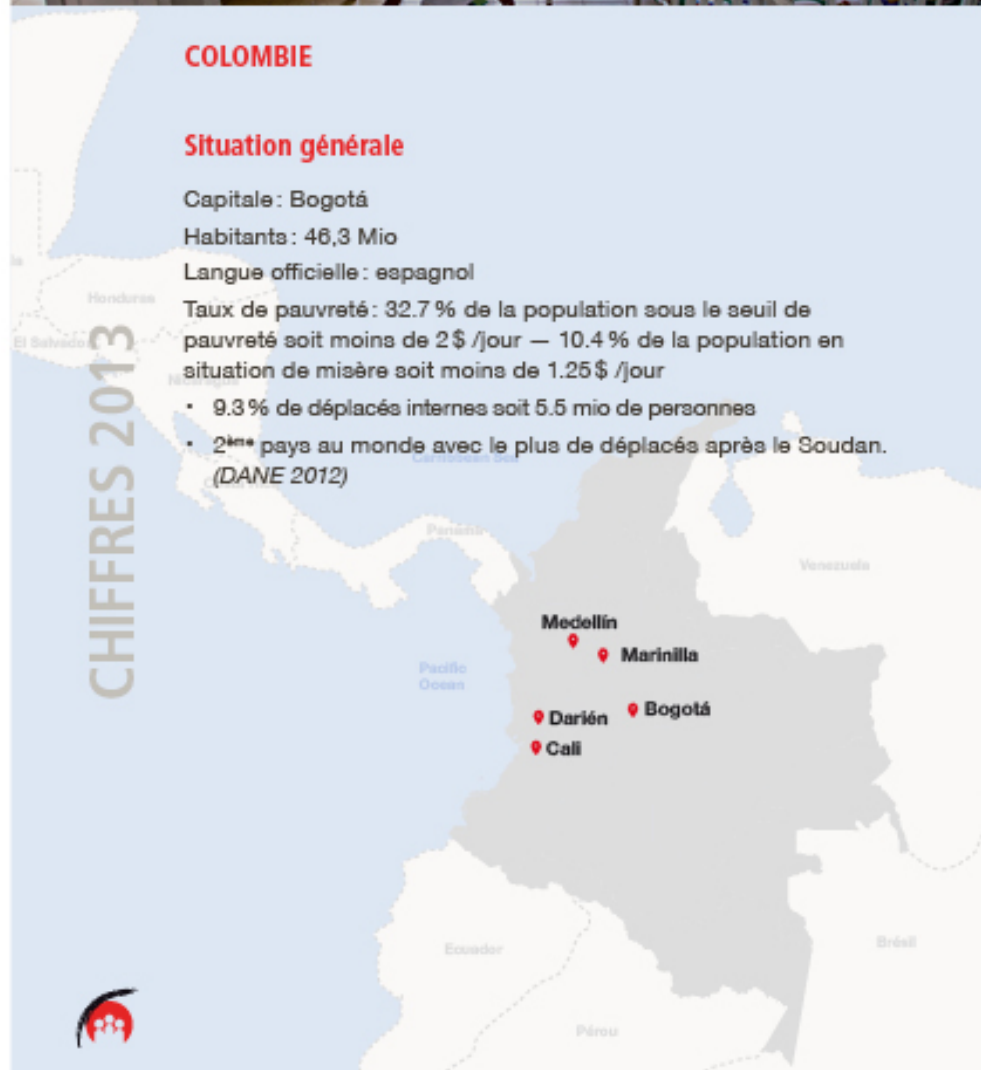 COLOMBIE
Situation générale
Capitale : Bogotá
Habitants : 46,3 Mio
Langue officielle : espagnol
Taux de pauvreté : 32.7 % de la population sous le seuil de
pauvreté soit moins de 2 $ /jour — 10.4 % de la population en
situation de misère soit moins de 1.25 $ /jour
• 9.3 % de déplacés internes soit 5.5 mio de personnes
• 2ème pays au monde avec le plus de déplacés après le Soudan.
(DANE 2012)
CHIFFRES 2013
Honduras
El Salvador
Nicaragua
Caribbean Sea
Panama
Venezuela
Medellín
Marinilla
Pacific
Ocean
Bogotá
Darién
Cali
Ecuador
Brésil
Pérou